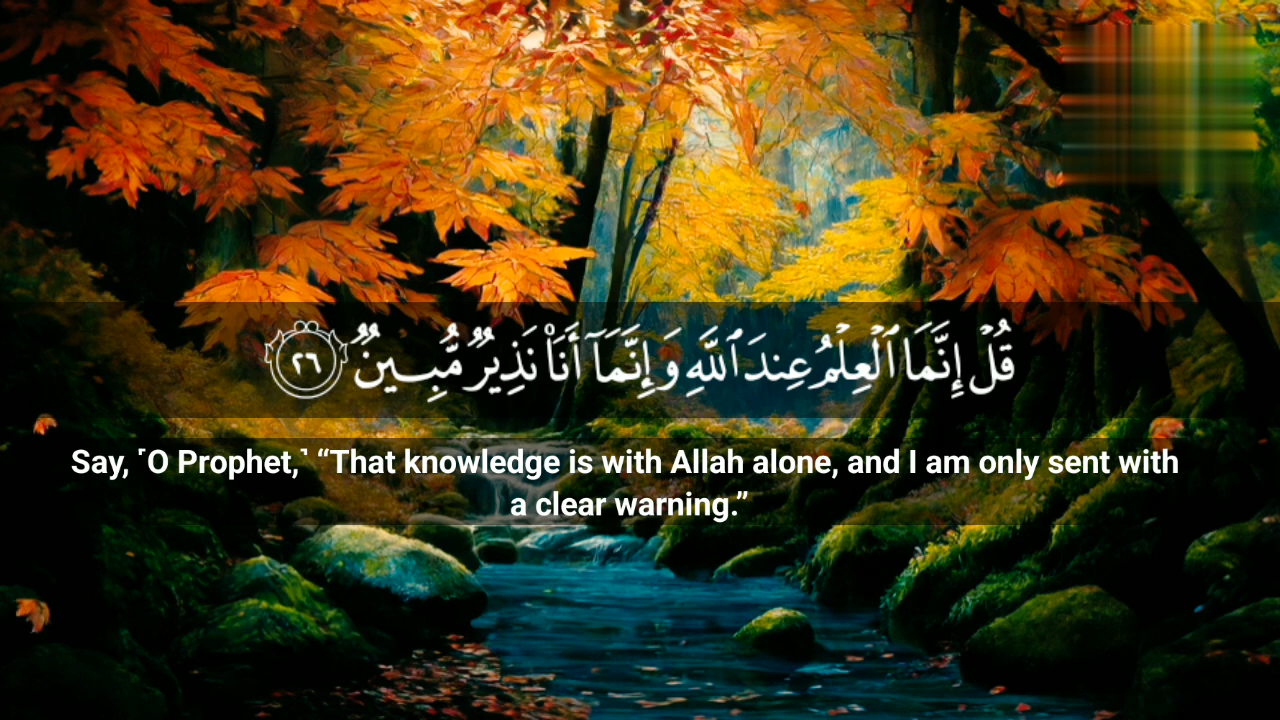 قُلْ إِنَّمَا ٱلْعِلْمُ عِندَ ٱللَّهِ وَإِنَّمَآ أَنَا۠ نَذِيرٌ مُّبِينٌ ٢٦
Say, ˹O Prophet,˺ “That knowledge is with Allah alone, and I am only sent with
a clear warning.”